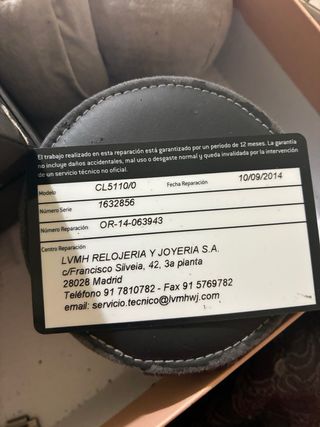 El trabajo realizado en esta reparación está garantizado por un periodo de 12 meses. La garantía
no incluye daños accidentales, mal uso o desgaste normal y queda invalidada por la intervención
de un servicio técnico no oficial.
Modelo CL5110/0 Fecha Reparación 10/09/2014
Número Serie 1632856
Número Reparación OR-14-063943
Centro Reparación
LVMH RELOJERIA Y JOYERIA S.A.
c/Francisco Silveia, 42, 3a pianta
28028 Madrid
Teléfono 91 7810782 - Fax 91 5769782
email: servicio.tecnico@lvmhwj.com